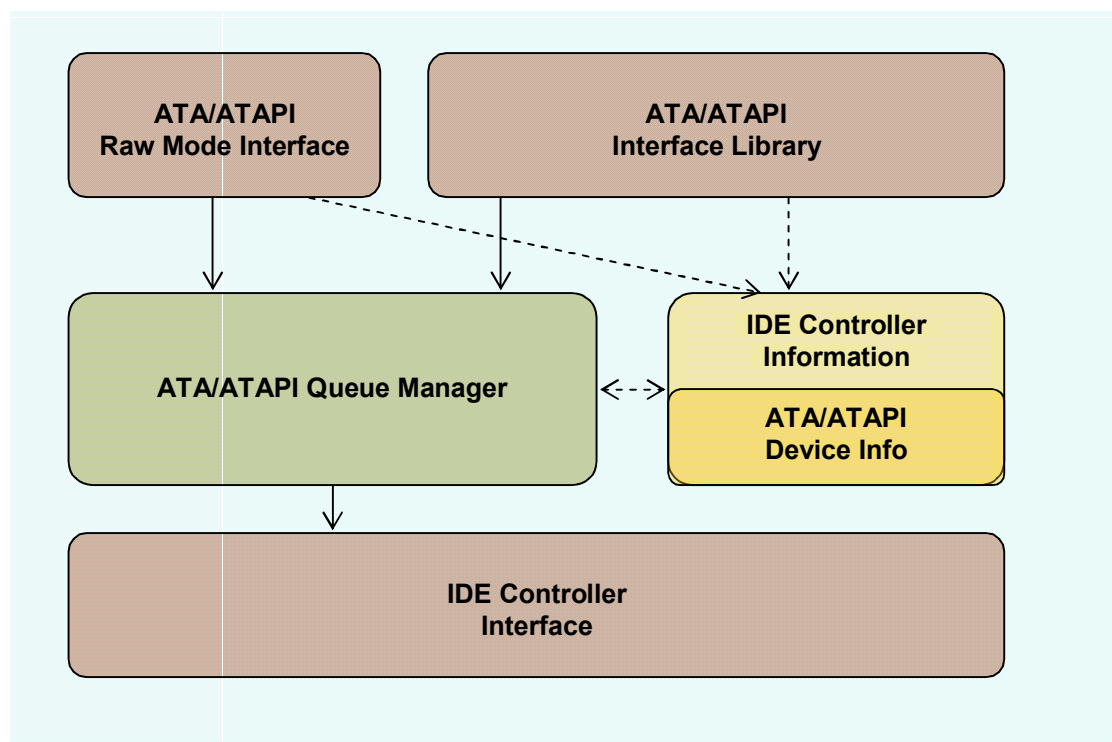 ATA/ATAPI
Raw Mode Interface
ATA/ATAPI
Interface Library
ATA/ATAPI Queue Manager
IDE Controller
Information
ATA/ATAPI
Device Info
IDE Controller
Interface